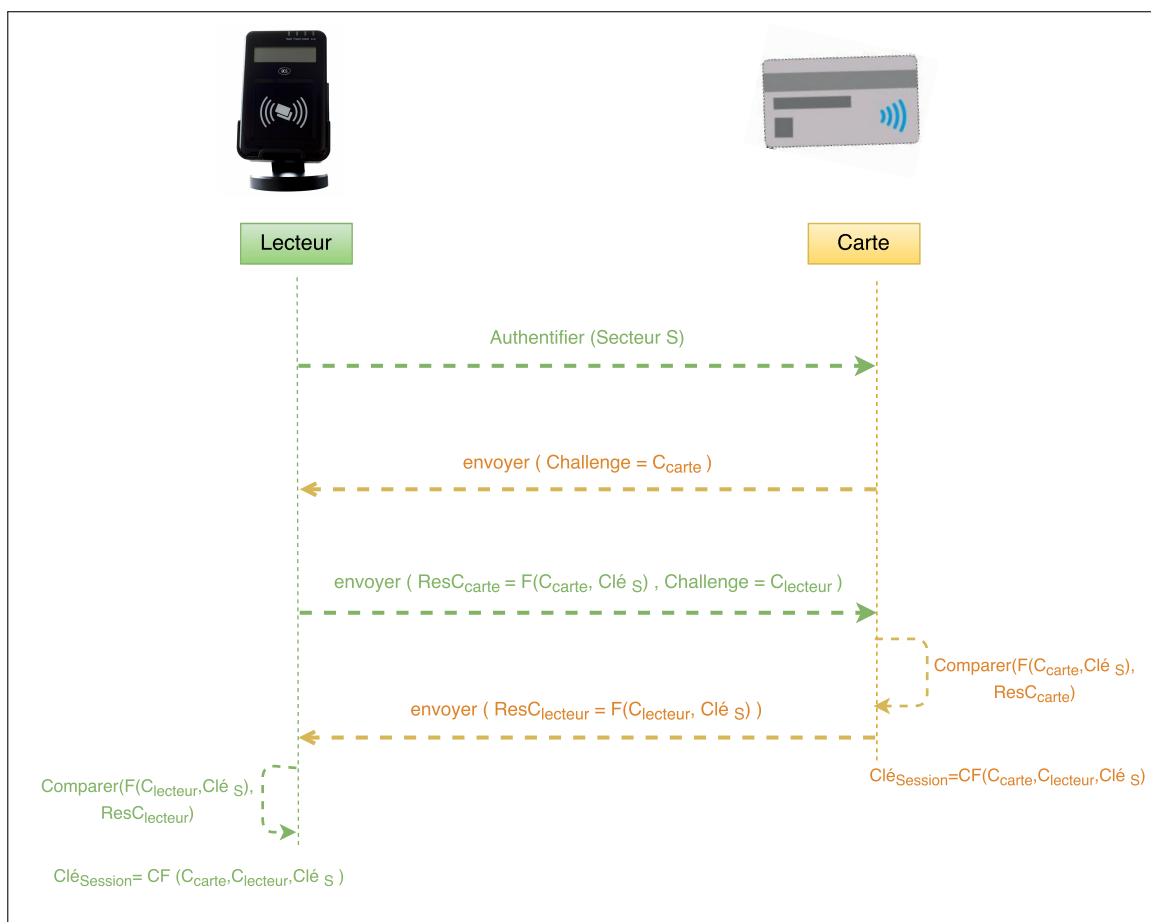 Lecteur
Carte
Authentifier (Secteur S)
envoyer ( Challenge = Ccarte )
envoyer ( ResCcarte = F(Ccarte, Clé S) , Challenge = Clecteur )
Comparer(F(Ccarte,Clé S),
ResCcarte)
envoyer ( ResClecteur = F(Clecteur, Clé S) )
CléSession=CF(Ccarte,Clecteur,Clé S)
Comparer(F(Clecteur,Clé S),
ResClecteur)
CléSession= CF (Ccarte,Clecteur,Clé S )